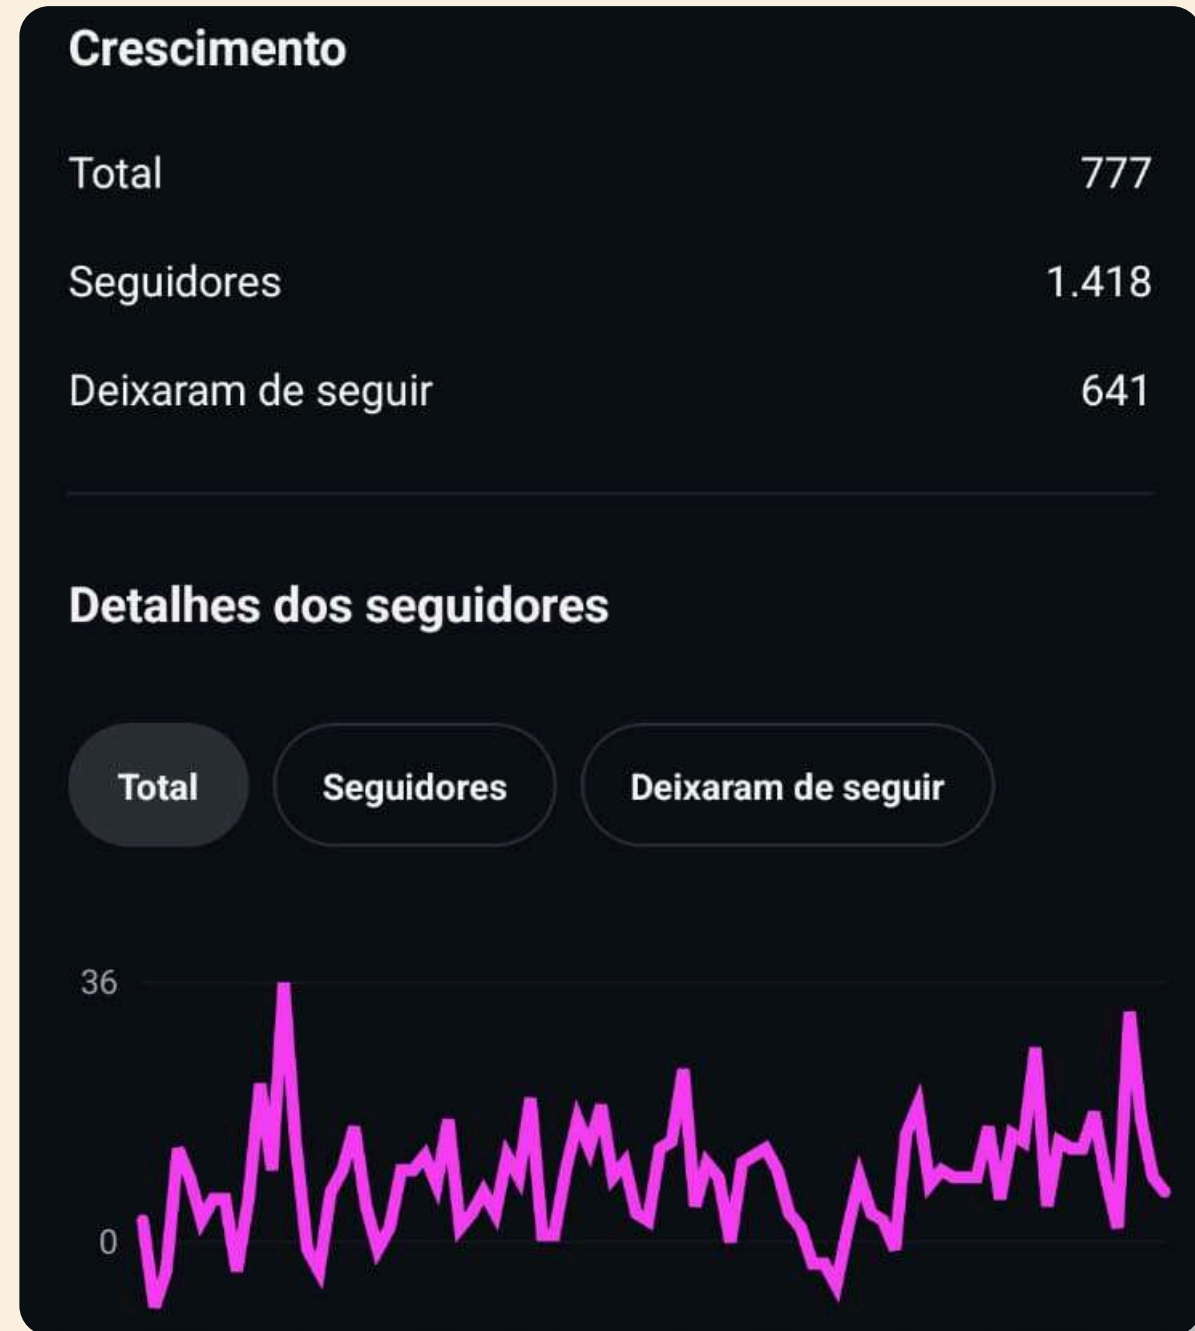 Crescimento
Total 777
Seguidores 1.418
Deixaram de seguir 641
Detalhes dos seguidores
Total Seguidores Deixaram de seguir
36
0